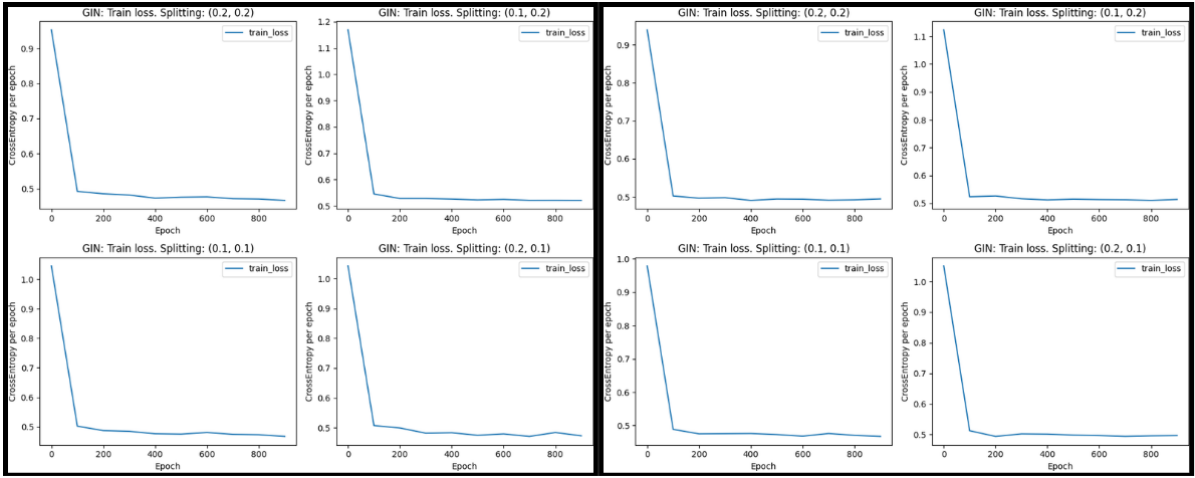 GIN: Train loss. Splitting: (0.2, 0.2)
train_loss
CrossEntropy per epoch
0.9
0.8
0.7
0.6
0.5
0 200 400 600 800
Epoch
GIN: Train loss. Splitting: (0.1, 0.2)
train_loss
CrossEntropy per epoch
1.2
1.1
1.0
0.9
0.8
0.7
0.6
0.5
0 200 400 600 800
Epoch
GIN: Train loss. Splitting: (0.2, 0.2)
train_loss
CrossEntropy per epoch
0.9
0.8
0.7
0.6
0.5
0 200 400 600 800
Epoch
GIN: Train loss. Splitting: (0.1, 0.2)
train_loss
CrossEntropy per epoch
1.1
1.0
0.9
0.8
0.7
0.6
0.5
0 200 400 600 800
Epoch
GIN: Train loss. Splitting: (0.1, 0.1)
train_loss
CrossEntropy per epoch
1.0
0.9
0.8
0.7
0.6
0.5
0 200 400 600 800
Epoch
GIN: Train loss. Splitting: (0.2, 0.1)
train_loss
CrossEntropy per epoch
1.0
0.9
0.8
0.7
0.6
0.5
0 200 400 600 800
Epoch
GIN: Train loss. Splitting: (0.1, 0.1)
train_loss
CrossEntropy per epoch
1.0
0.9
0.8
0.7
0.6
0.5
0 200 400 600 800
Epoch
GIN: Train loss. Splitting: (0.2, 0.1)
train_loss
CrossEntropy per epoch
1.0
0.9
0.8
0.7
0.6
0.5
0 200 400 600 800
Epoch